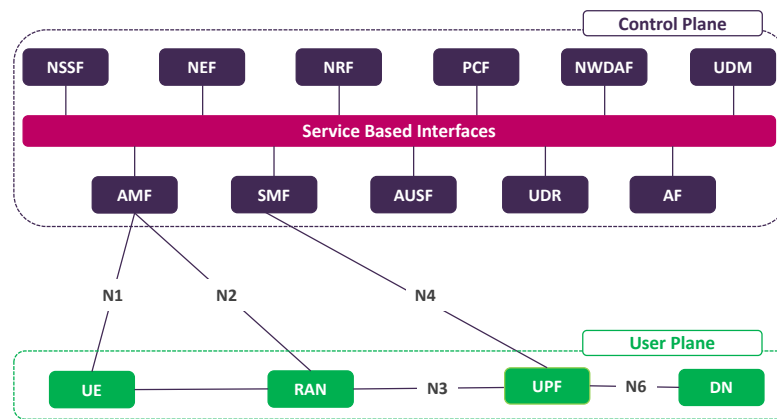 Control Plane
NSSF
NEF
NRF
PCF
NWDAF
UDM
Service Based Interfaces
AMF
SMF
AUSF
UDR
AF
N1
N2
N4
User Plane
UE
RAN
N3
UPF
N6
DN